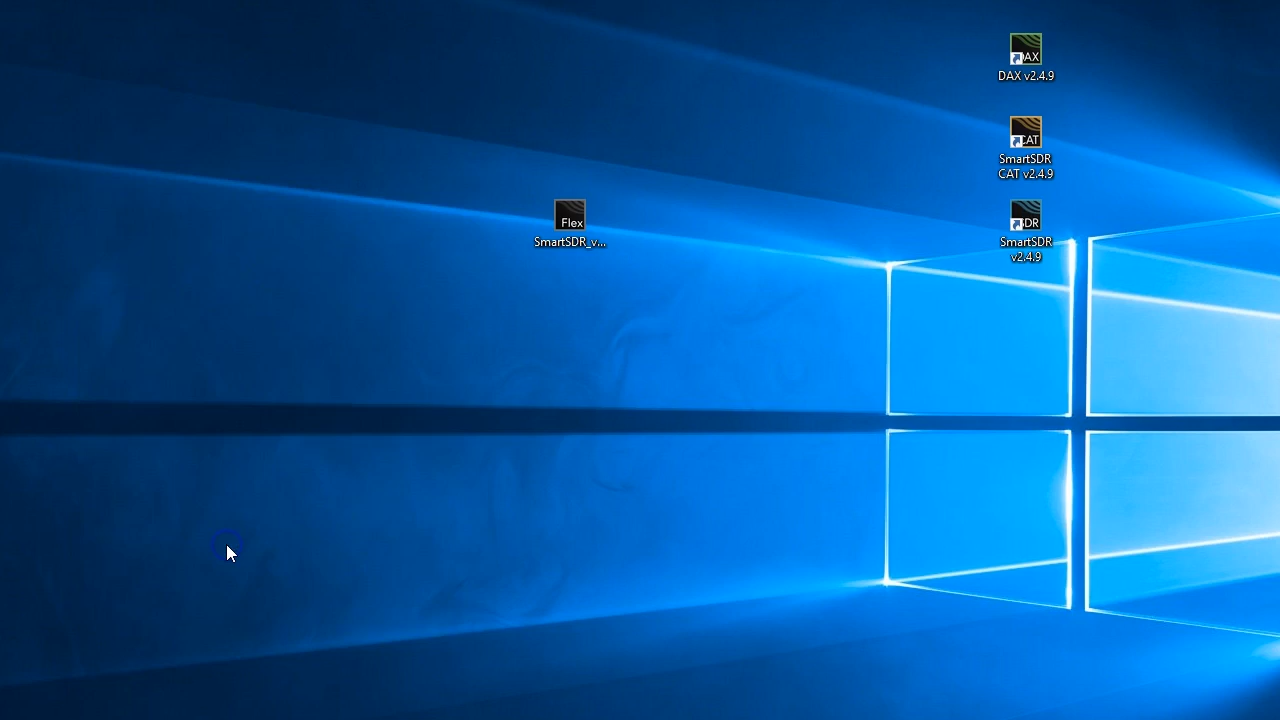 DAX
DAX v2.4.9
CAT
SmartSDR
CAT v2.4.9
Flex
SmartSDR_v...
SDR
SmartSDR
v2.4.9